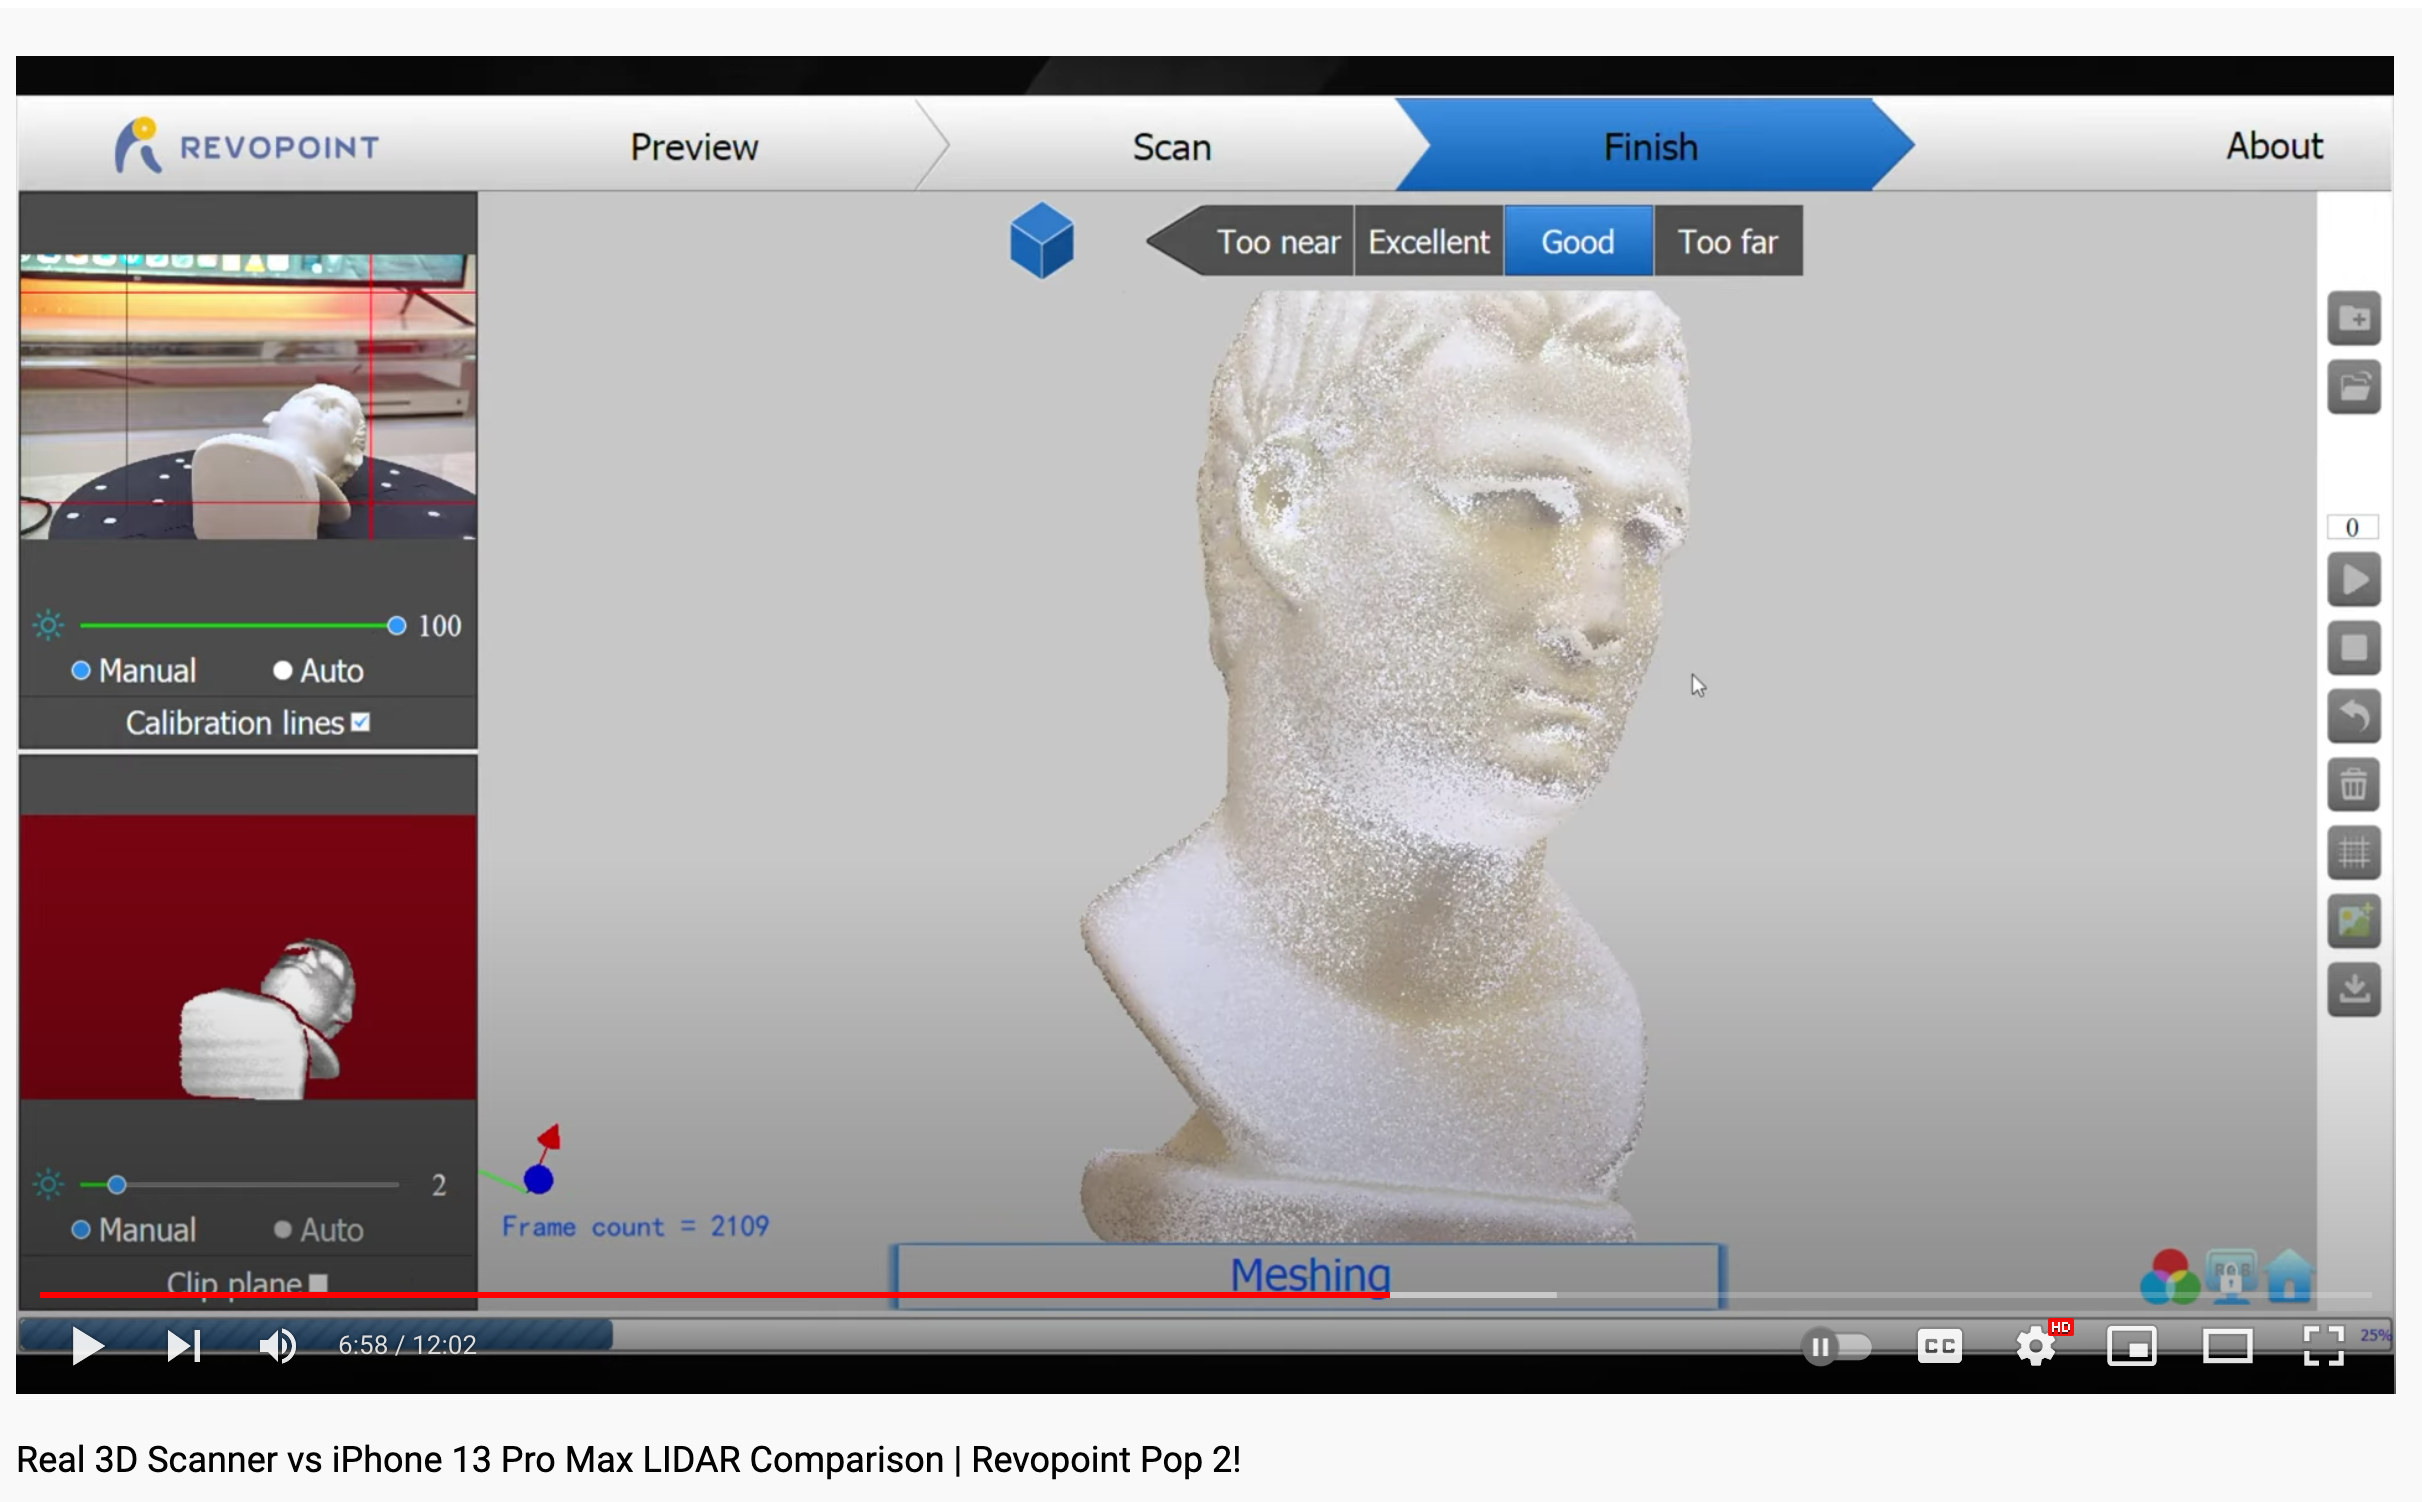 REVOPOINT
Preview
Scan
Finish
About
Too near
Excellent
Good
Too far
100
Manual
Auto
Calibration lines
0
2
Manual
Auto
Clip plane
Frame count = 2109
Meshing
6:58 / 12:02
CC
HD
25%
Real 3D Scanner vs iPhone 13 Pro Max LIDAR Comparison | Revopoint Pop 2!